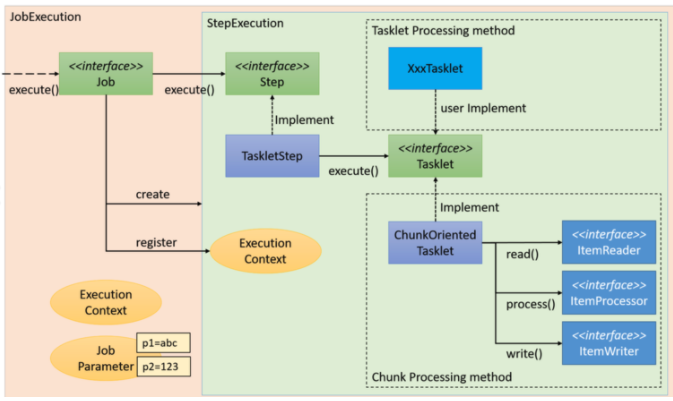 JobExecution
StepExecution
Tasklet Processing method
<<interface>>
Job
execute()
execute()
<<interface>>
Step
XxxTasklet
user Implement
Implement
TaskletStep
execute()
<<interface>>
Tasklet
Implement
create
register
Execution
Context
ChunkOriented
Tasklet
read()
<<interface>>
ItemReader
process()
<<interface>>
ItemProcessor
write()
<<interface>>
ItemWriter
Chunk Processing method
Execution
Context
Job
Parameter
p1=abc
p2=123